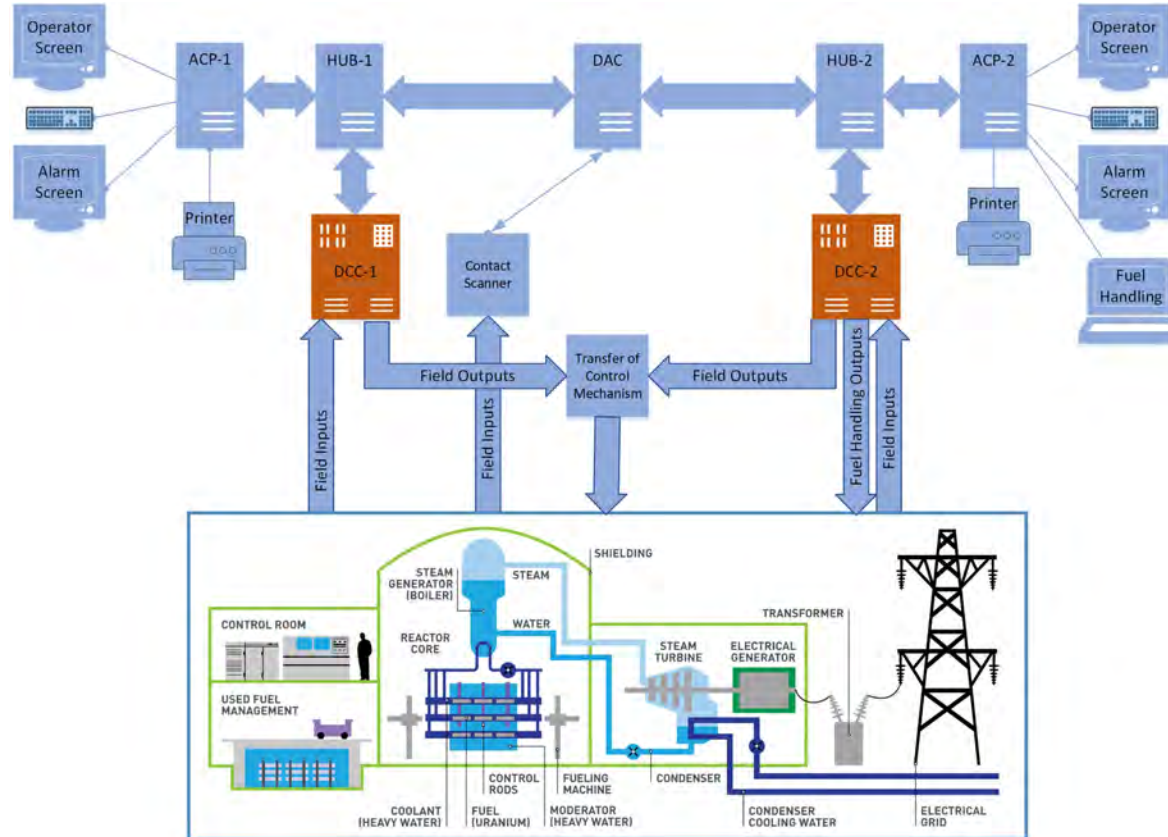 Operator
Screen
ACP-1
HUB-1
DAC
HUB-2
ACP-2
Operator
Screen
Alarm
Screen
Printer
DCC-1
Contact
Scanner
DCC-2
Printer
Alarm
Screen
Fuel
Handling
Field Inputs
Field Outputs
Field Inputs
Transfer of
Control
Mechanism
Field Outputs
Fuel Handling Outputs
Field Inputs
CONTROL ROOM
USED FUEL
MANAGEMENT
STEAM
GENERATOR
(BOILER)
STEAM
SHIELDING
WATER
REACTOR
CORE
STEAM
TURBINE
ELECTRICAL
GENERATOR
TRANSFORMER
COOLANT
(HEAVY WATER)
FUEL
(URANIUM)
CONTROL
RODS
MODERATOR
(HEAVY WATER)
FUELING
MACHINE
CONDENSER
CONDENSER
COOLING WATER
ELECTRICAL
GRID